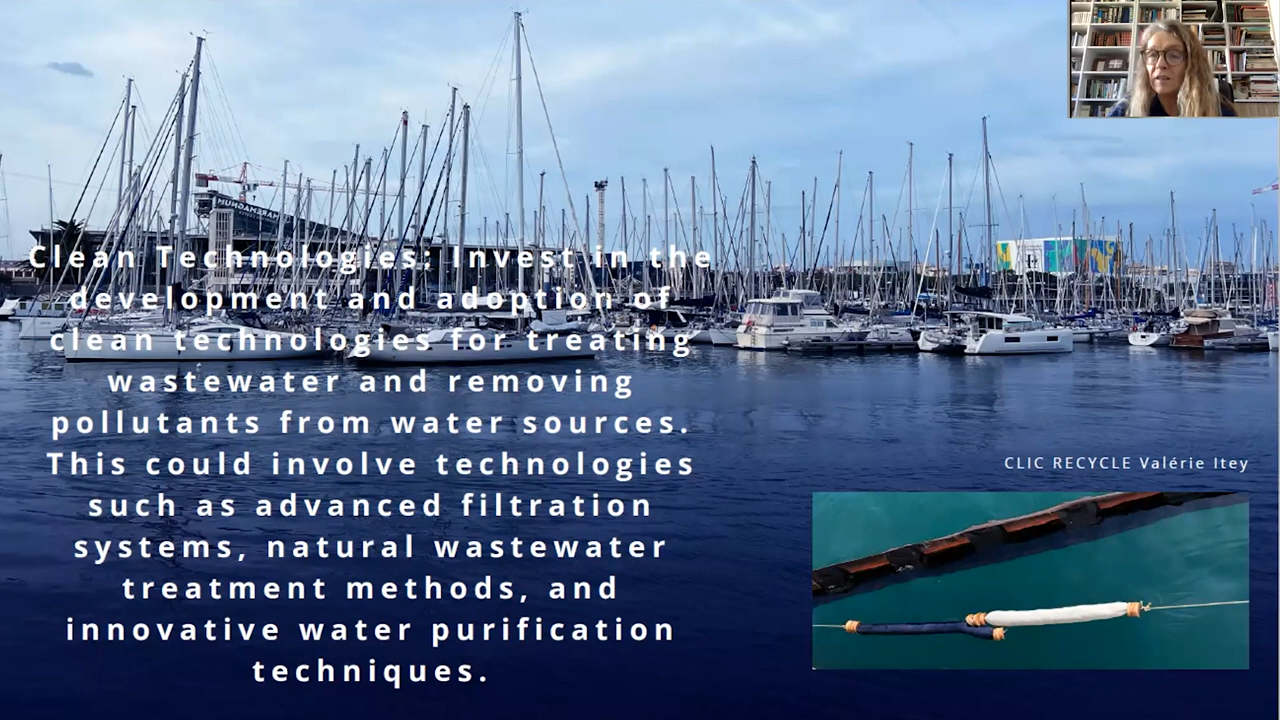 Clean Technologies: Invest in the
development and adoption of
clean technologies for treating
wastewater and removing
pollutants from water sources.
This could involve technologies
such as advanced filtration
systems, natural wastewater
treatment methods, and
innovative water purification
techniques.
CLIC RECYCLE Valérie Itey
MAREMAGNUM